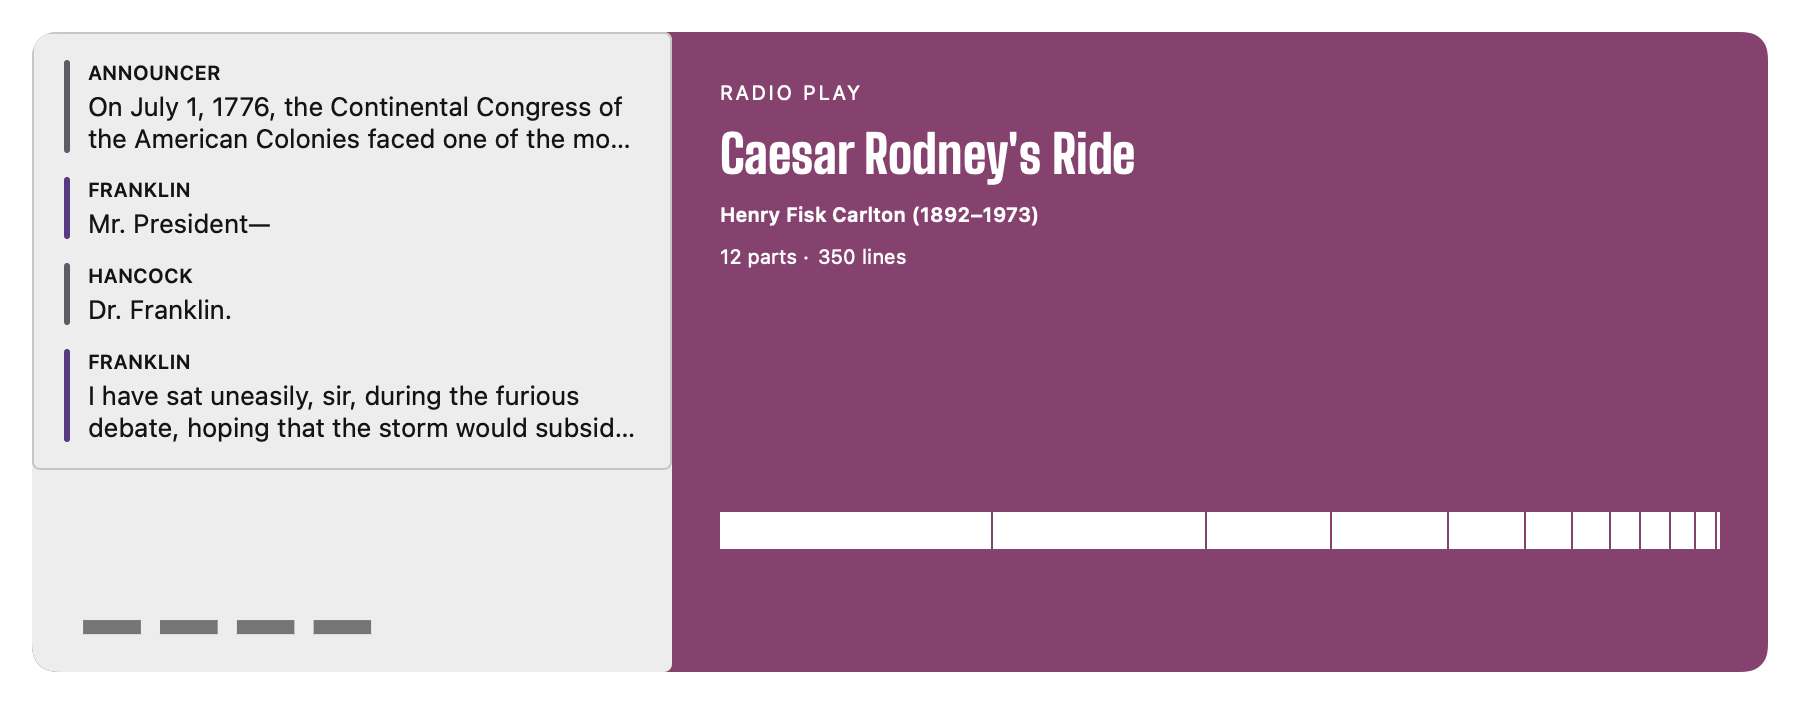 ANNOUNCER
On July 1, 1776, the Continental Congress of
the American Colonies faced one of the mo...
FRANKLIN
Mr. President—
HANCOCK
Dr. Franklin.
FRANKLIN
I have sat uneasily, sir, during the furious
debate, hoping that the storm would subsid...
RADIO PLAY
Caesar Rodney's Ride
Henry Fisk Carlton (1892–1973)
12 parts · 350 lines